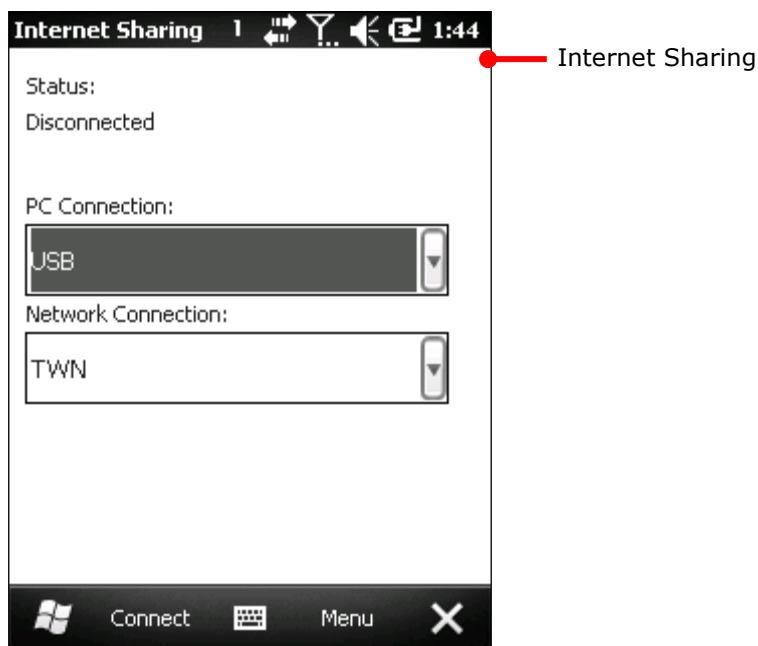 Internet Sharing 1 1:44
Internet Sharing
Status:
Disconnected
PC Connection:
USB
Network Connection:
TWN
Connect Menu